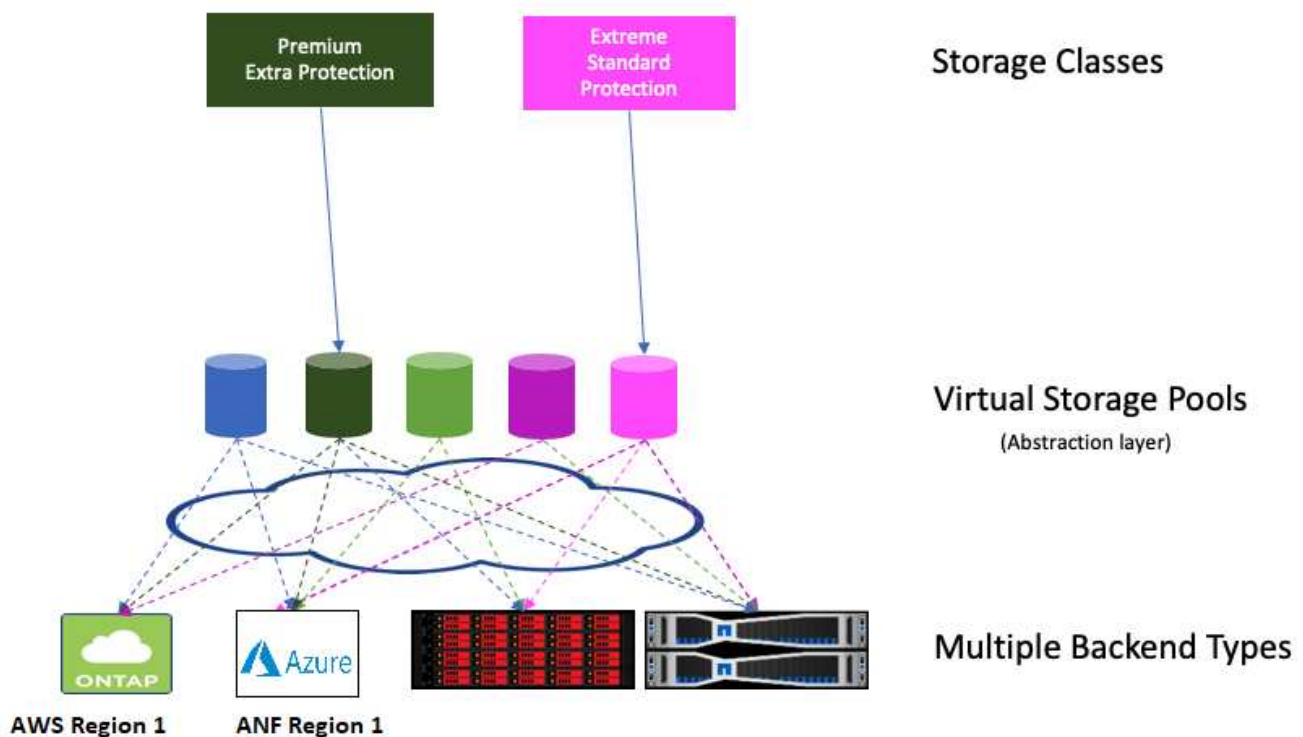 Premium
Extra Protection
Extreme
Standard
Protection
Storage Classes
Virtual Storage Pools
(Abstraction layer)
ONTAP
Azure
Multiple Backend Types
AWS Region 1
ANF Region 1